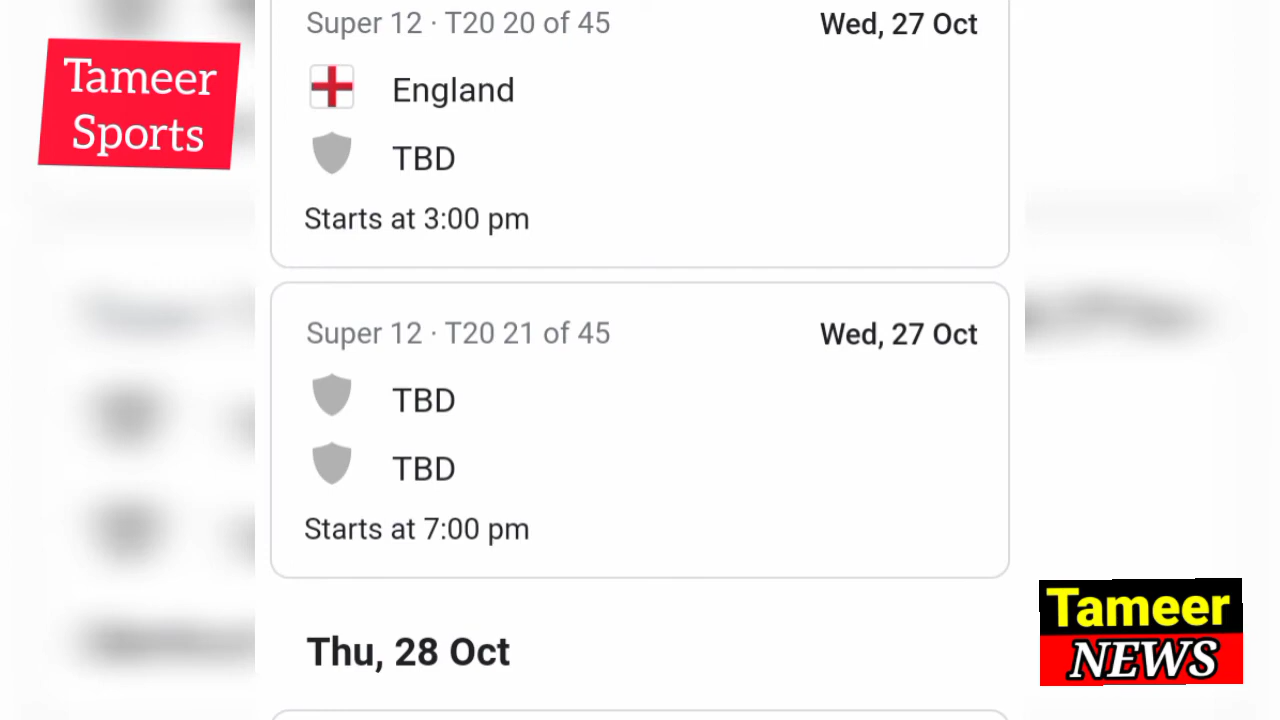 Tameer
Sports
Super 12 · T20 20 of 45
Wed, 27 Oct
England
TBD
Starts at 3:00 pm
Super 12 · T20 21 of 45
Wed, 27 Oct
TBD
TBD
Starts at 7:00 pm
Thu, 28 Oct
Tameer
NEWS